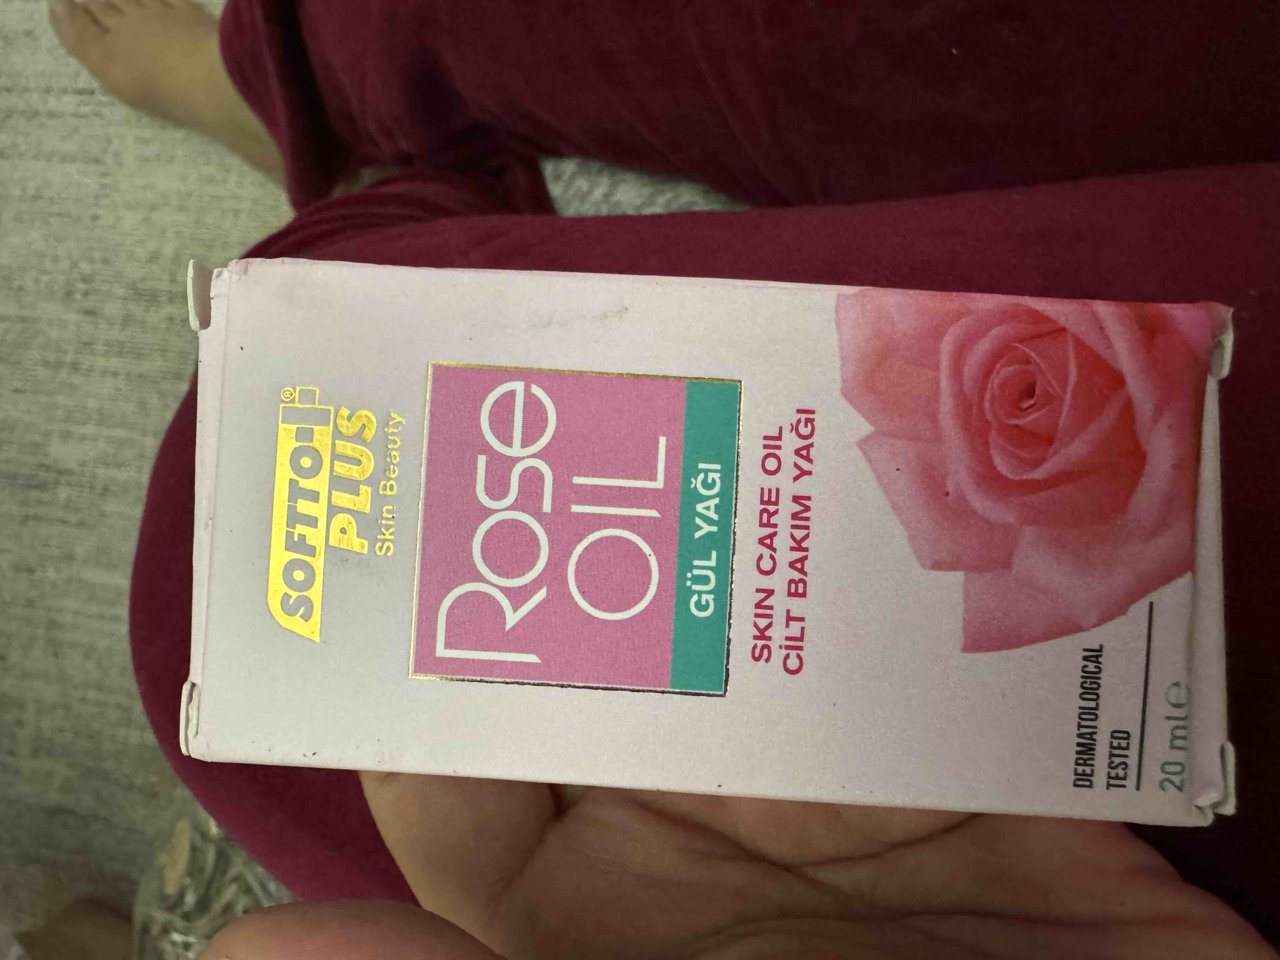 SOFTTO ®
PLUS
Skin Beauty
ROSE
OIL
GÜL YAĞI
SKIN CARE OIL
CİLT BAKIM YAĞI
DERMATOLOGICAL
TESTED
20 ml ℮